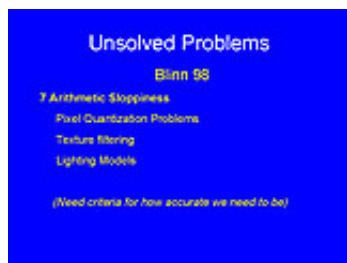 Unsolved Problems
Blinn 98
7 Arithmetic Sloppiness
Pixel Quantization Problems
Texture filtering
Lighting Models
(Need criteria for how accurate we need to be)